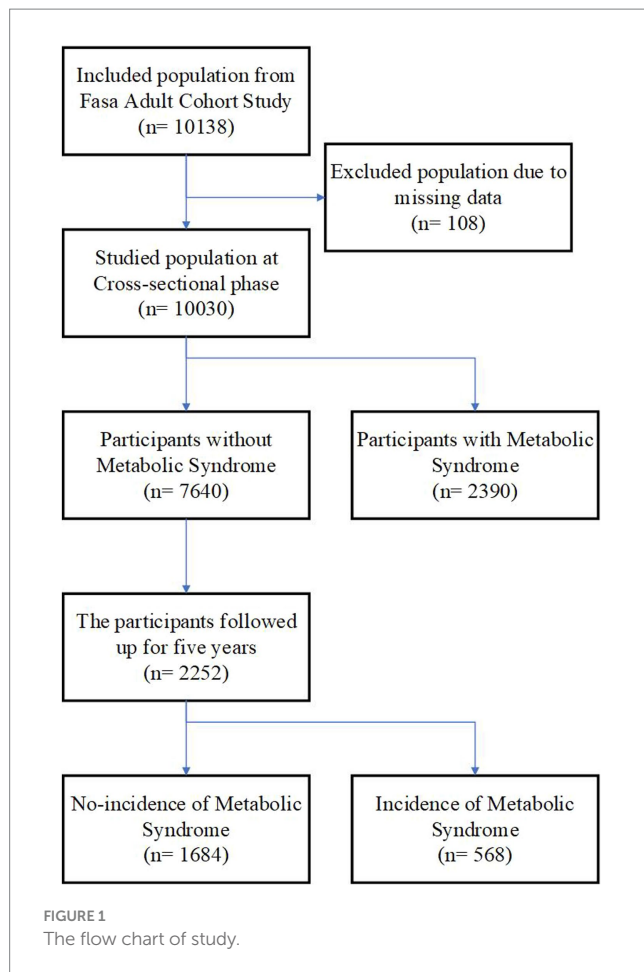 Included population from
Fasa Adult Cohort Study
(n= 10138)
Excluded population due to
missing data
(n= 108)
Studied population at
Cross-sectional phase
(n= 10030)
Participants without
Metabolic Syndrome
(n= 7640)
Participants with Metabolic
Syndrome
(n= 2390)
The participants followed
up for five years
(n= 2252)
No-incidence of Metabolic
Syndrome
(n= 1684)
Incidence of Metabolic
Syndrome
(n= 568)
FIGURE 1
The flow chart of study.